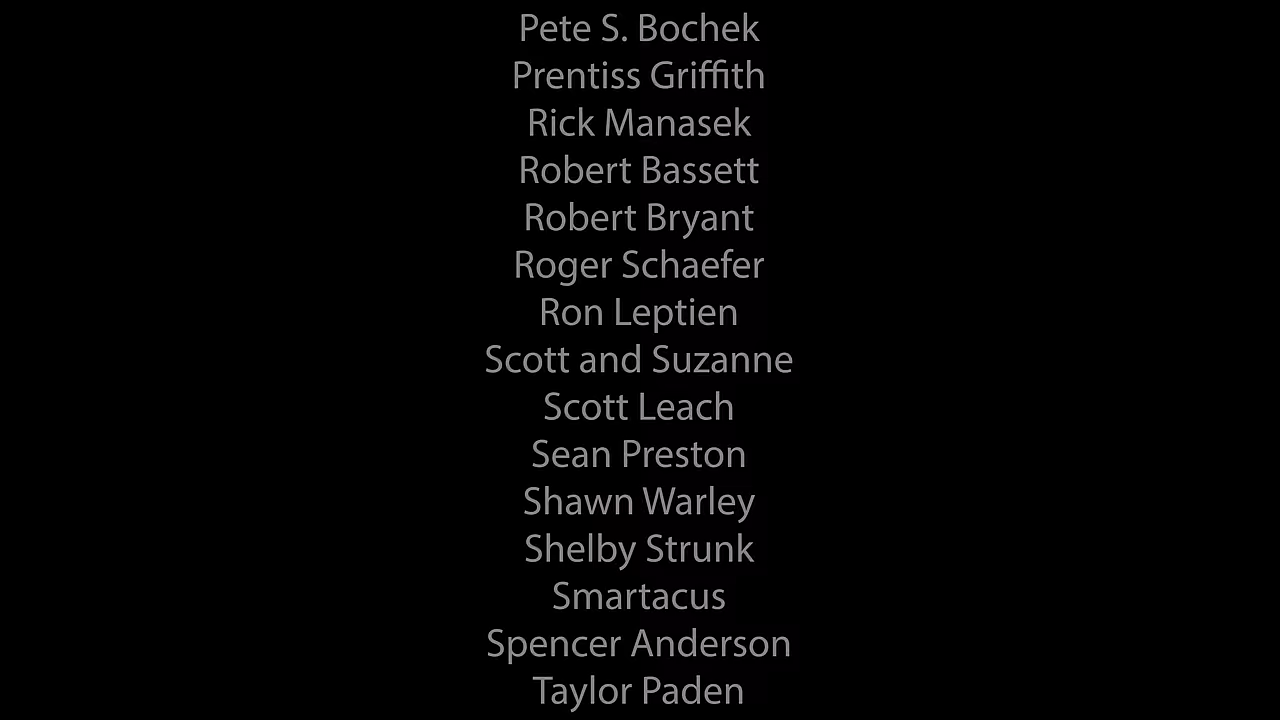 Pete S. Bochek
Prentiss Griffith
Rick Manasek
Robert Bassett
Robert Bryant
Roger Schaefer
Ron Leptien
Scott and Suzanne
Scott Leach
Sean Preston
Shawn Warley
Shelby Strunk
Smartacus
Spencer Anderson
Taylor Paden